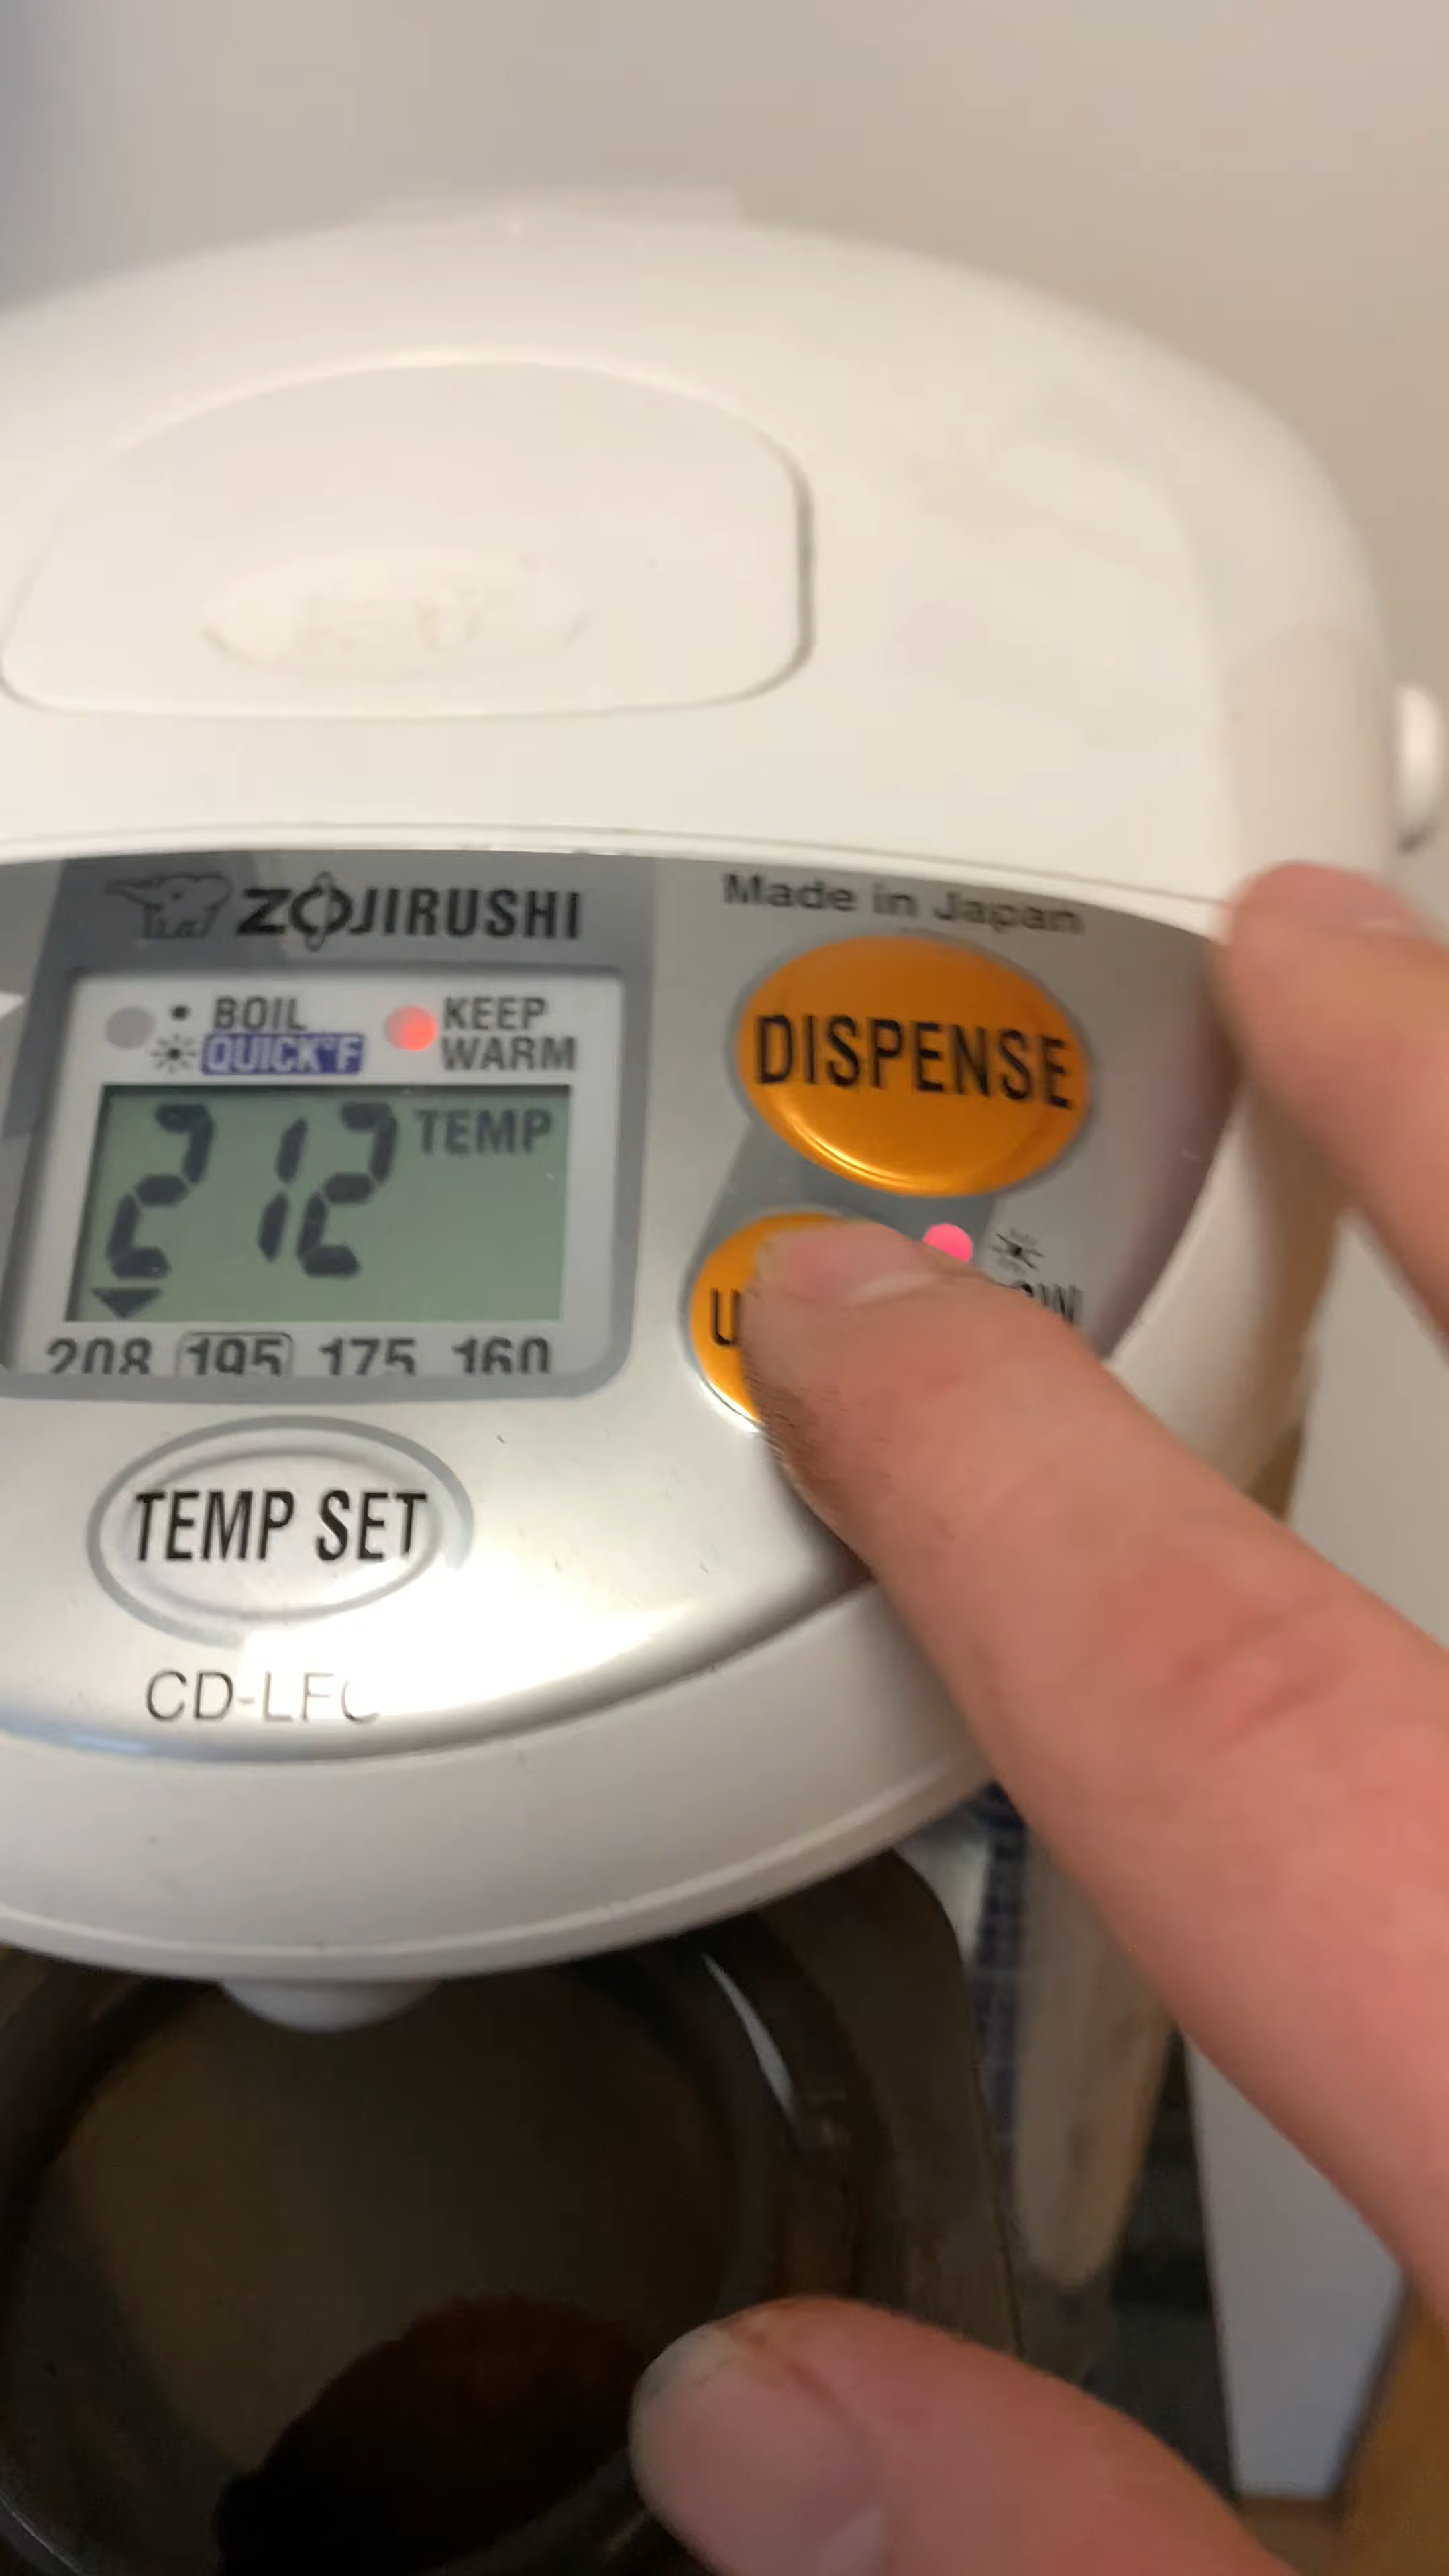 ZOJIRUSHI
Made in Japan
BOIL
QUICK°F
KEEP
WARM
DISPENSE
212 TEMP
208 195 175 160
TEMP SET